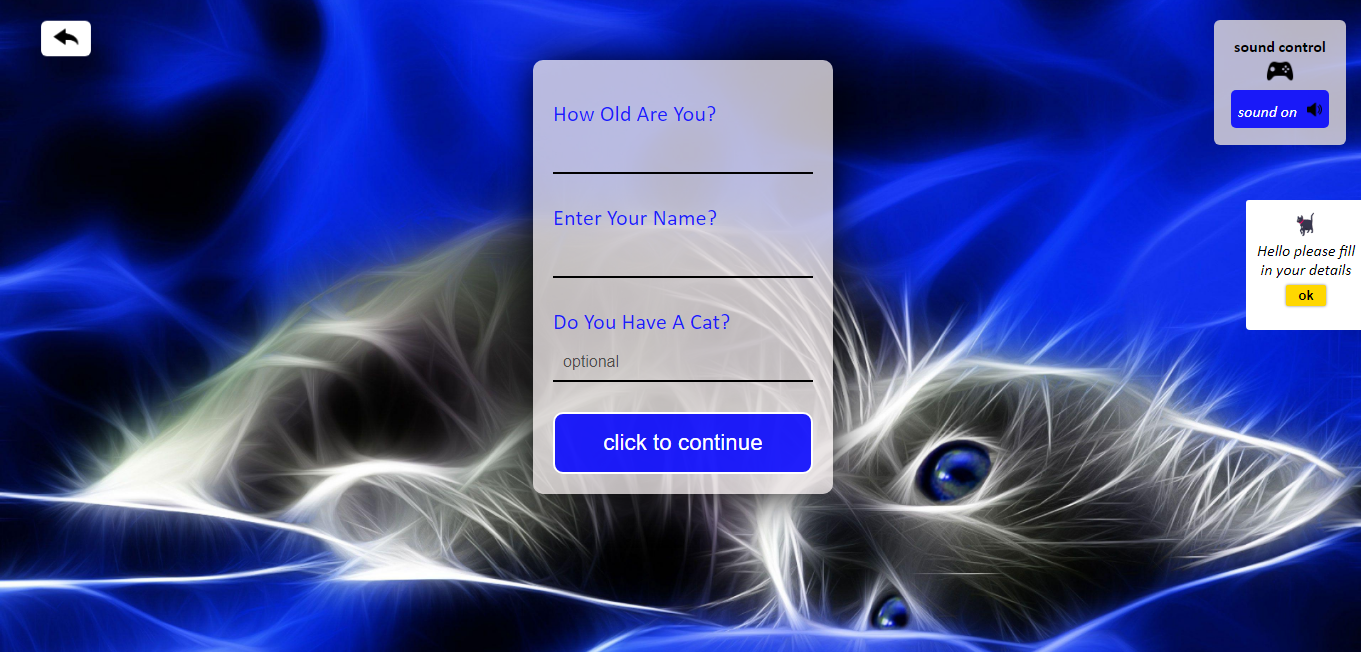 sound control
sound on
How Old Are You?
Enter Your Name?
Do You Have A Cat?
optional
click to continue
Hello please fill
in your details
ok